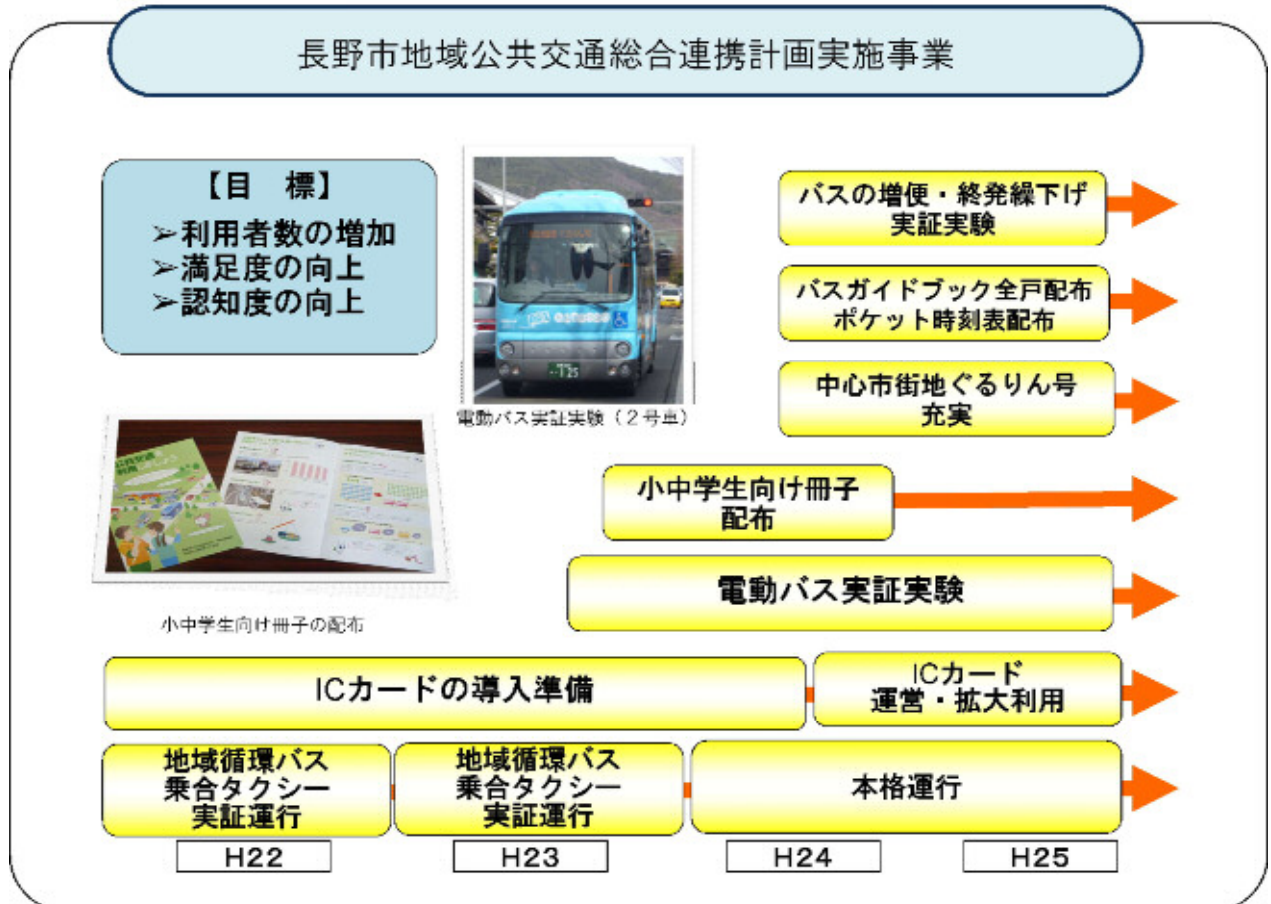 長野市地域公共交通総合連携計画実施事業
【目　標】
➢利用者数の増加
➢満足度の向上
➢認知度の向上
電動バス実証実験（２号車）
小中学生向け冊子の配布
バスの増便・終発繰下げ
実証実験
バスガイドブック全戸配布
ポケット時刻表配布
中心市街地ぐるりん号
充実
小中学生向け冊子
配布
電動バス実証実験
ICカードの導入準備
ICカード
運営・拡大利用
地域循環バス
乗合タクシー
実証運行
地域循環バス
乗合タクシー
実証運行
本格運行
H22
H23
H24
H25